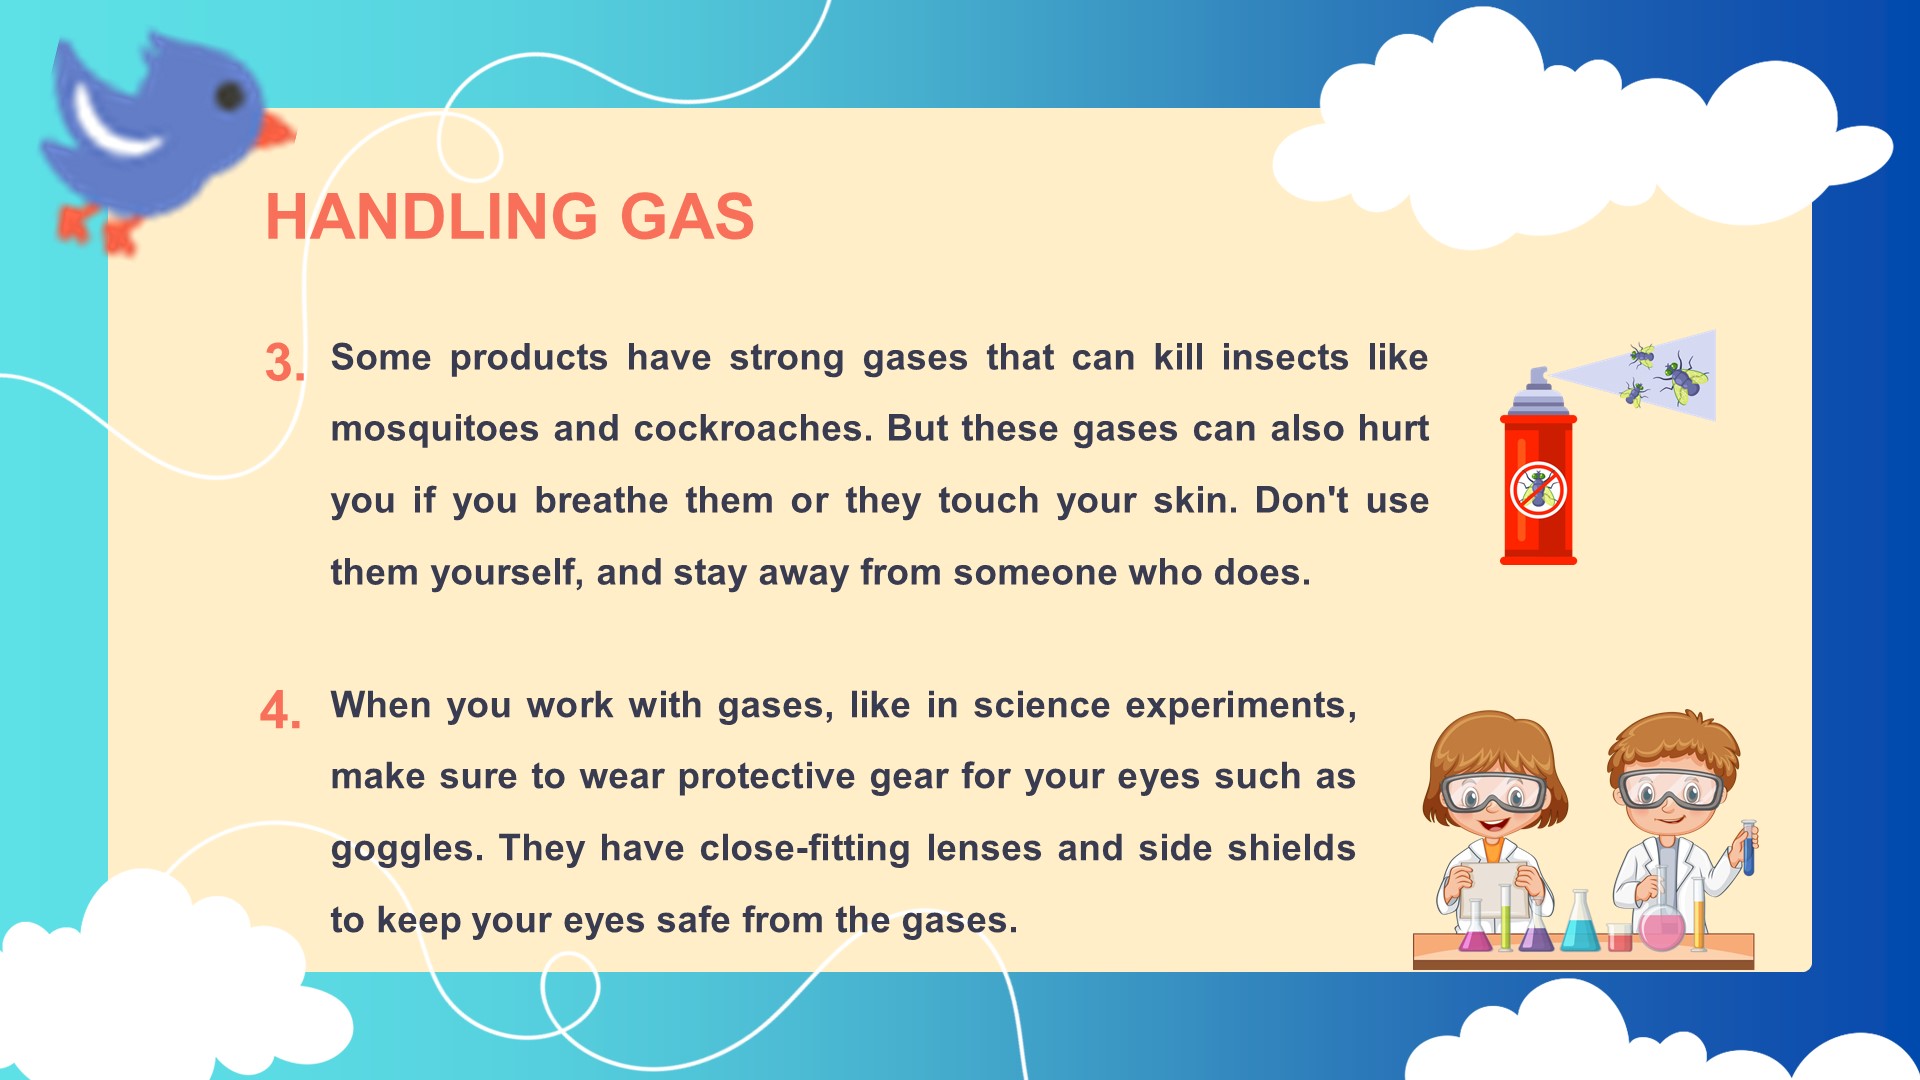 HANDLING GAS
3. Some products have strong gases that can kill insects like
mosquitoes and cockroaches. But these gases can also hurt
you if you breathe them or they touch your skin. Don't use
them yourself, and stay away from someone who does.
4. When you work with gases, like in science experiments,
make sure to wear protective gear for your eyes such as
goggles. They have close-fitting lenses and side shields
to keep your eyes safe from the gases.